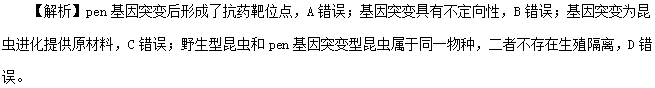 【解析】pen基因突变后形成了抗药靶位点，A错误；基因突变具有不定向性，B错误；基因突变为昆
虫进化提供原材料，C错误；野生型昆虫和pen基因突变型昆虫属于同一物种，二者不存在生殖隔离，D错
误。